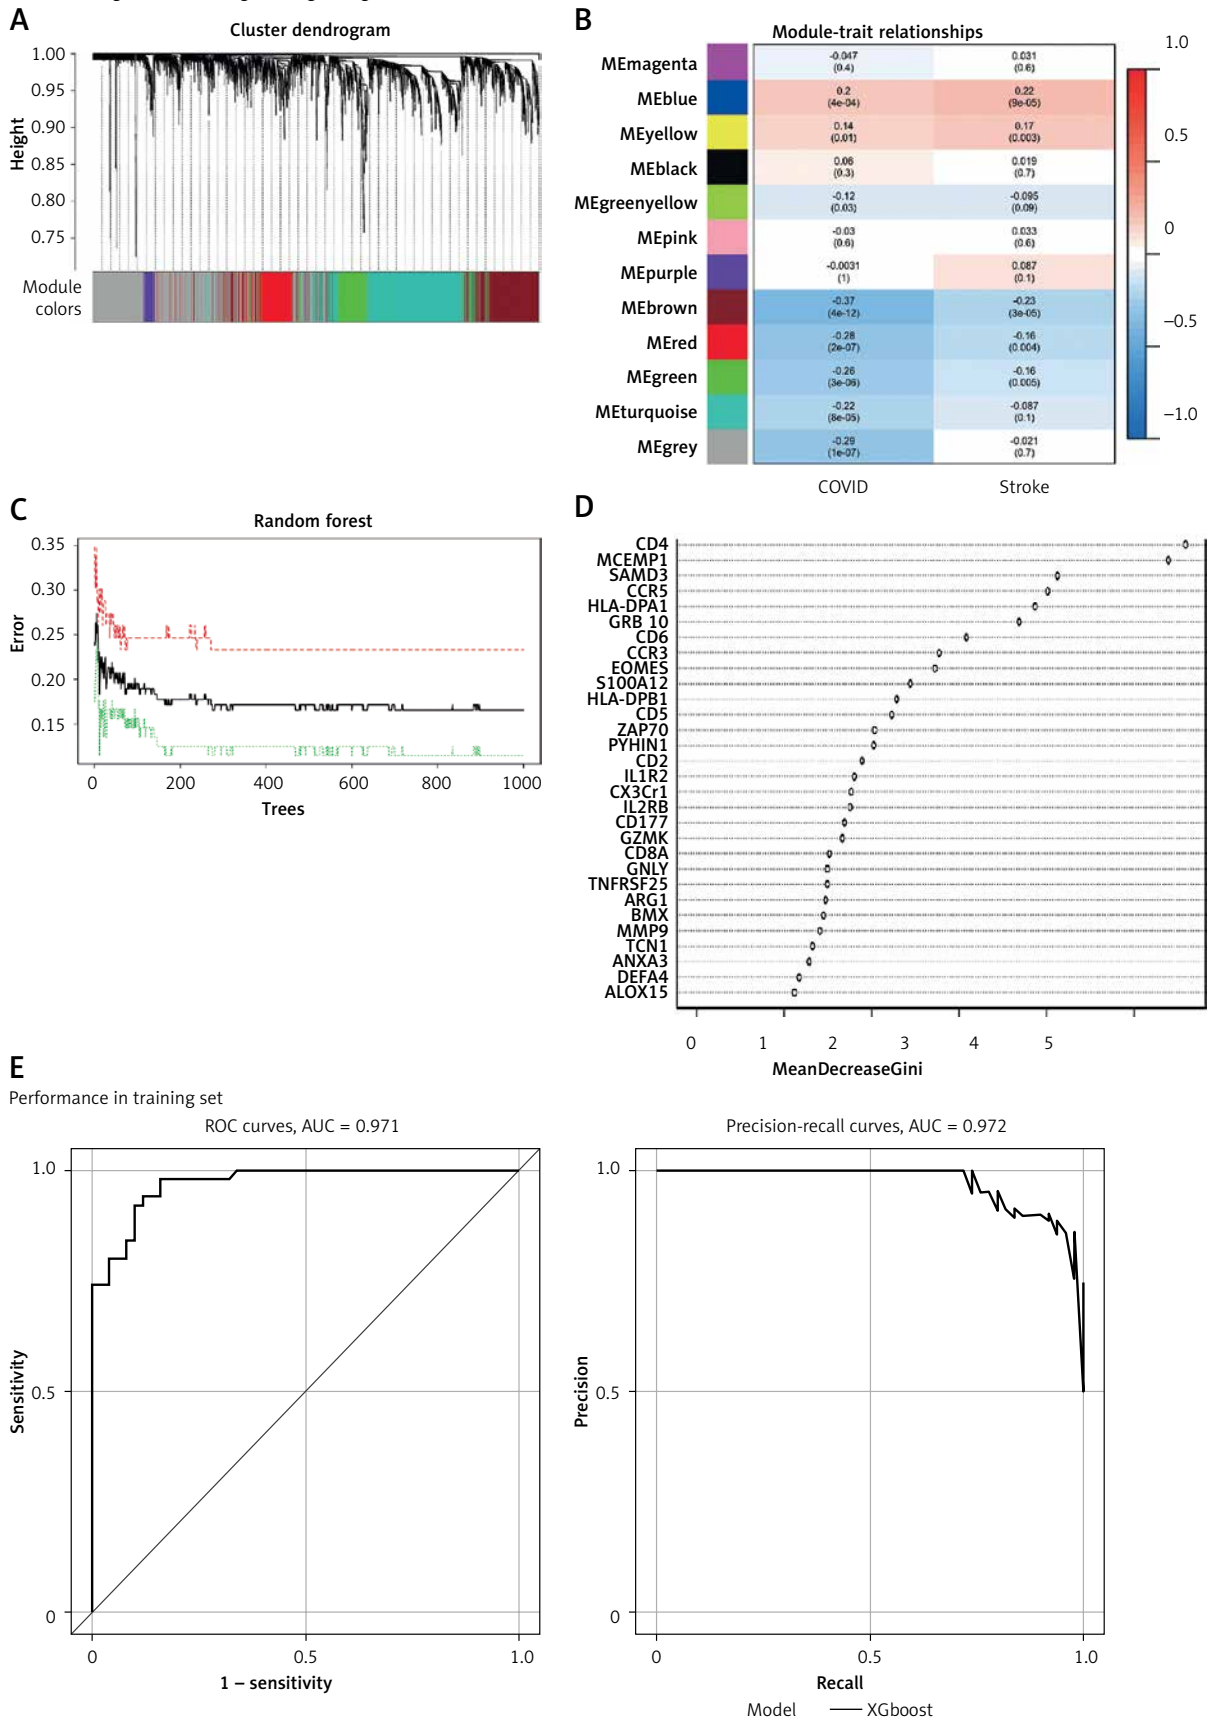 A
Cluster dendrogram
1.00
0.95
0.90
0.85
0.80
0.75
Height
Module
colors
B
Module-trait relationships
MEmagenta -0.047 (0.4) 0.031 (0.6)
MEblue 0.2 (4e-04) 0.22 (9e-05)
MEyellow 0.14 (0.01) 0.17 (0.003)
MEblack 0.06 (0.3) 0.019 (0.7)
MEgreenyellow -0.12 (0.03) -0.095 (0.09)
MEpink -0.03 (0.6) 0.033 (0.6)
MEpurple -0.0031 (1) 0.087 (0.1)
MEbrown -0.37 (4e-12) -0.23 (3e-05)
MEred -0.28 (2e-07) -0.16 (0.004)
MEgreen -0.26 (3e-06) -0.16 (0.005)
MEturquoise -0.22 (8e-05) -0.087 (0.1)
MEgrey -0.29 (1e-07) -0.021 (0.7)
COVID Stroke
1.0
0.5
0
–0.5
–1.0
C
Random forest
0.35
0.30
0.25
0.20
0.15
Error
0 200 400 600 800 1000
Trees
D
CD4
MCEMP1
SAMD3
CCR5
HLA-DPA1
GRB 10
CD6
CCR3
EOMES
S100A12
HLA-DPB1
CD5
ZAP70
PYHIN1
CD2
IL1R2
CX3Cr1
IL2RB
CD177
GZMK
CD8A
GNLY
TNFRSF25
ARG1
BMX
MMP9
TCN1
ANXA3
DEFA4
ALOX15
0 1 2 3 4 5
MeanDecreaseGini
E
Performance in training set
ROC curves, AUC = 0.971
1.0
0.5
0
Sensitivity
0 0.5 1.0
1 – sensitivity
Precision-recall curves, AUC = 0.972
1.0
0.5
0
Precision
0 0.5 1.0
Recall
Model XGboost